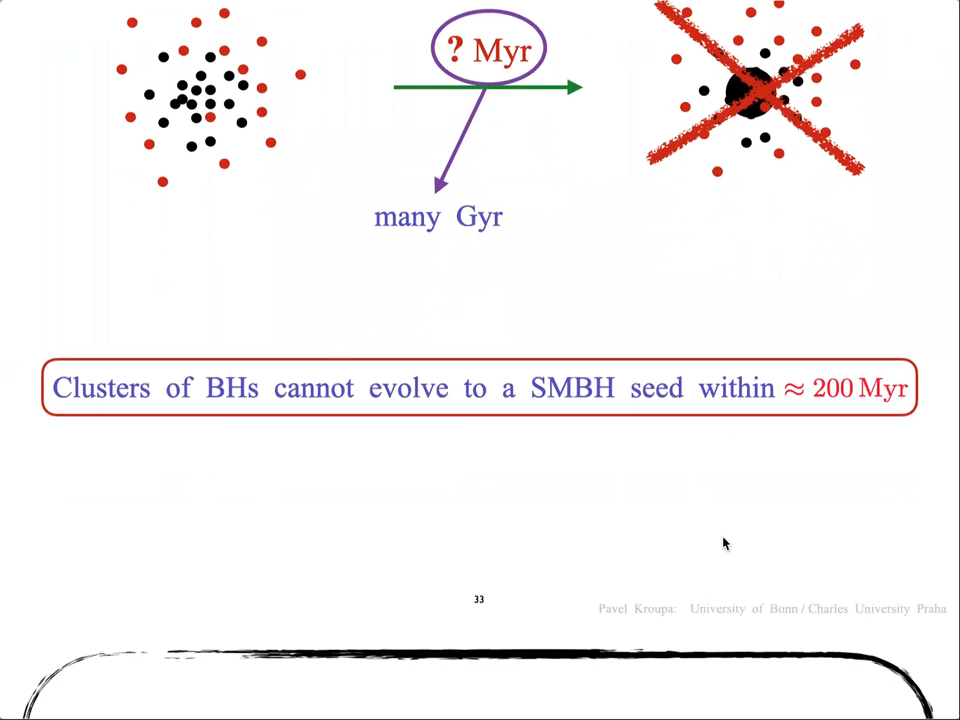 ? Myr
many Gyr
Clusters of BHs cannot evolve to a SMBH seed within ≈ 200 Myr
33
Pavel Kroupa: University of Bonn / Charles University Praha